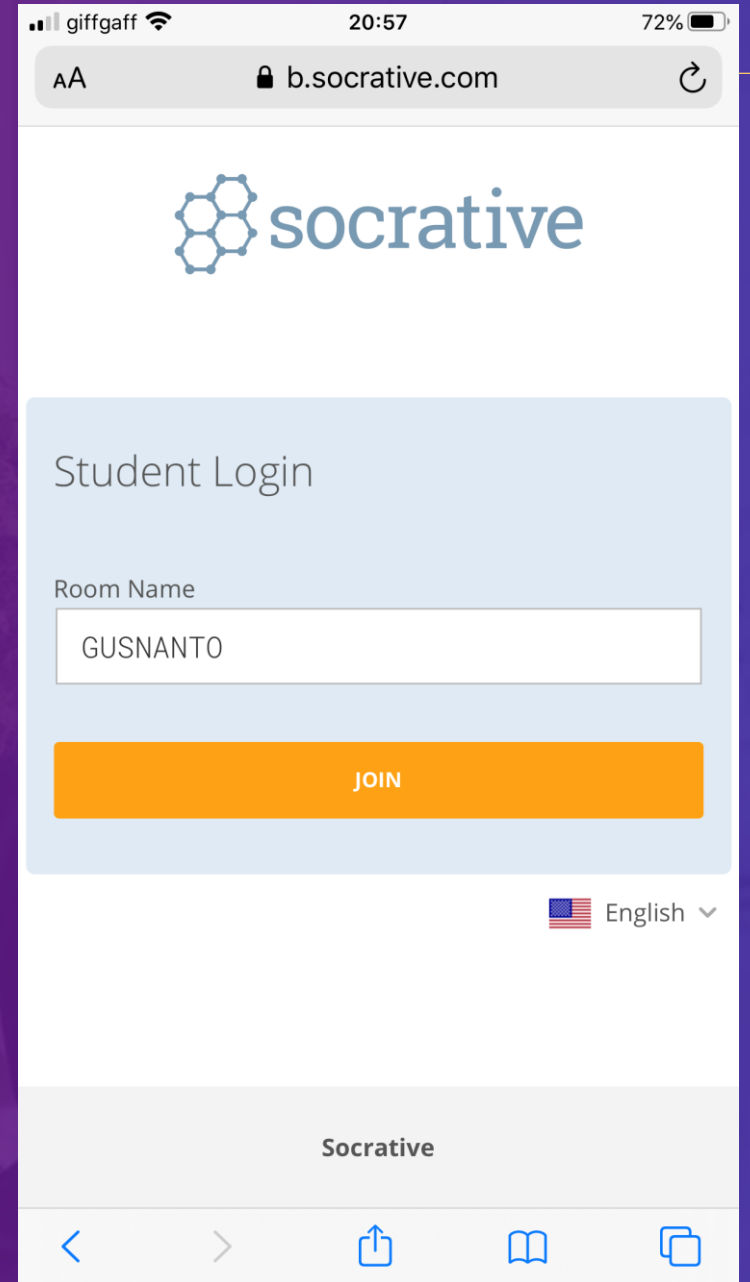 giffgaff 20:57 72%
AA b.socrative.com
socrative
Student Login
Room Name
GUSNANTO
JOIN
English
Socrative